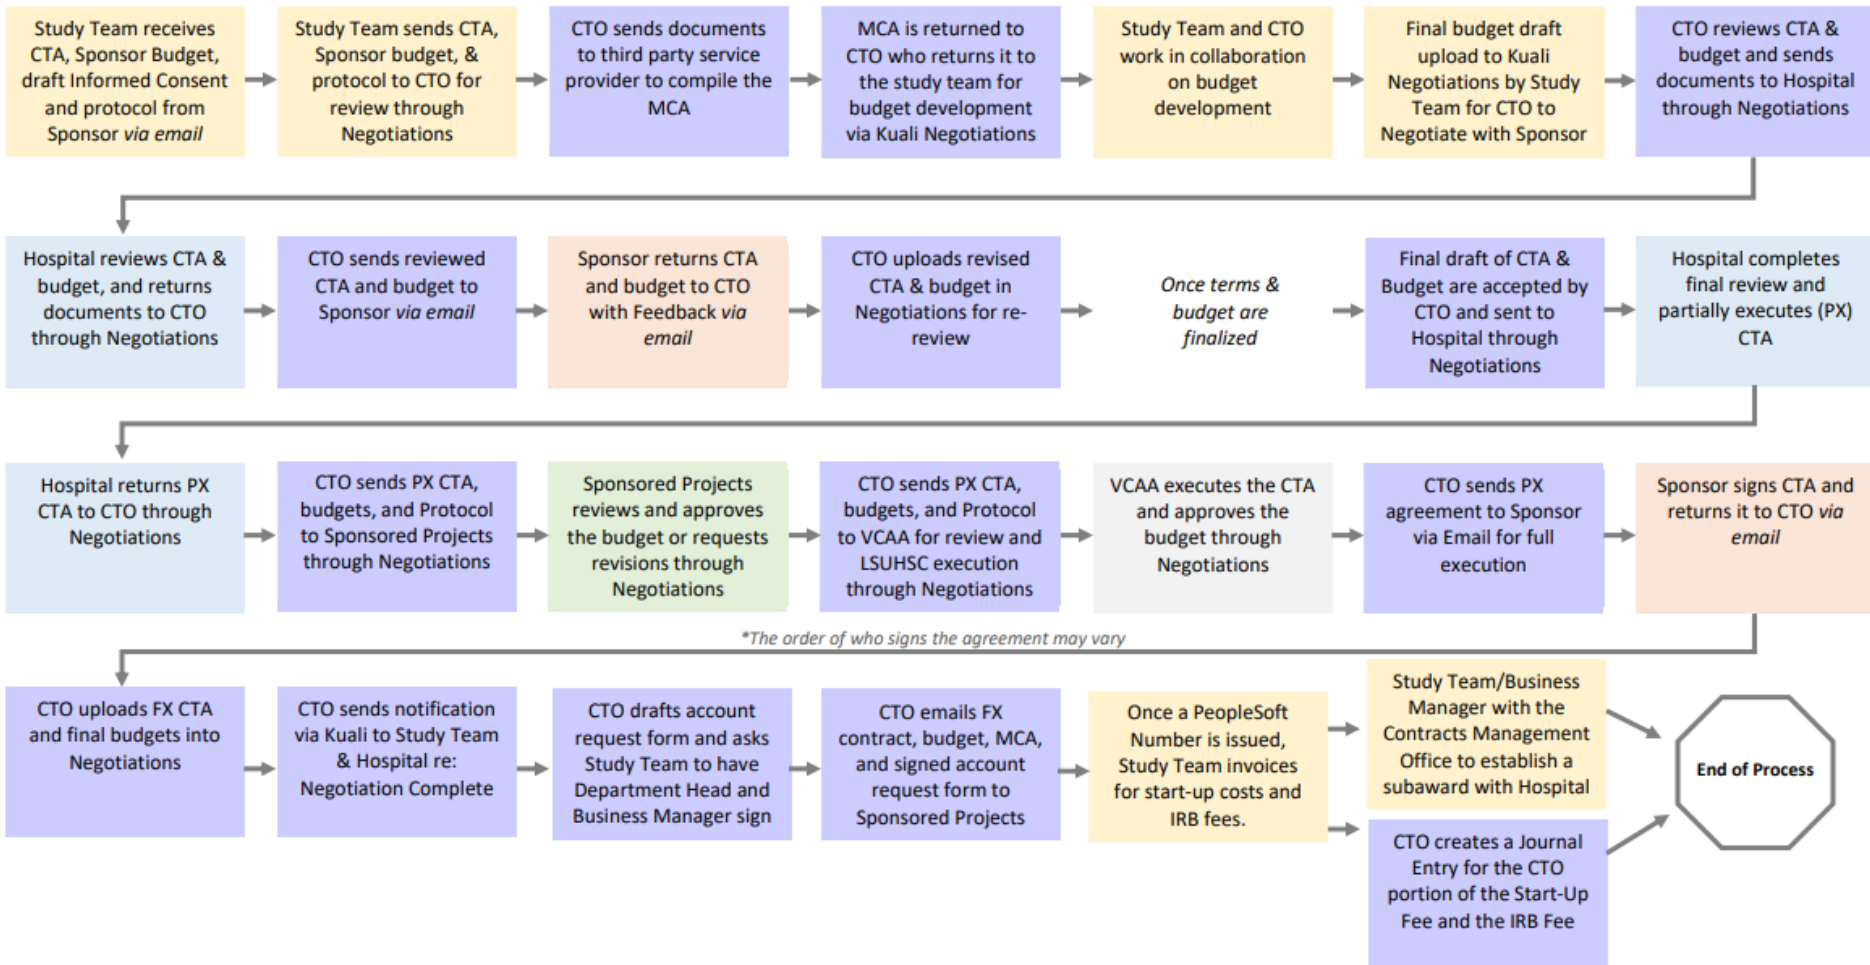 Study Team receives
CTA, Sponsor Budget,
draft Informed Consent
and protocol from
Sponsor via email
Study Team sends CTA,
Sponsor budget, &
protocol to CTO for
review through
Negotiations
CTO sends documents
to third party service
provider to compile the
MCA
MCA is returned to
CTO who returns it to
the study team for
budget development
via Kuali Negotiations
Study Team and CTO
work in collaboration
on budget
development
Final budget draft
upload to Kuali
Negotiations by Study
Team for CTO to
Negotiate with Sponsor
CTO reviews CTA &
budget and sends
documents to Hospital
through Negotiations
Hospital reviews CTA &
budget, and returns
documents to CTO
through Negotiations
CTO sends reviewed
CTA and budget to
Sponsor via email
Sponsor returns CTA
and budget to CTO
with Feedback via
email
CTO uploads revised
CTA & budget in
Negotiations for re-
review
Once terms &
budget are
finalized
Final draft of CTA &
Budget are accepted by
CTO and sent to
Hospital through
Negotiations
Hospital completes
final review and
partially executes (PX)
CTA
Hospital returns PX
CTA to CTO through
Negotiations
CTO sends PX CTA,
budgets, and Protocol
to Sponsored Projects
through Negotiations
Sponsored Projects
reviews and approves
the budget or requests
revisions through
Negotiations
CTO sends PX CTA,
budgets, and Protocol
to VCAA for review and
LSUHSC execution
through Negotiations
VCAA executes the CTA
and approves the
budget through
Negotiations
CTO sends PX
agreement to Sponsor
via Email for full
execution
Sponsor signs CTA and
returns it to CTO via
email
*The order of who signs the agreement may vary
CTO uploads FX CTA
and final budgets into
Negotiations
CTO sends notification
via Kuali to Study Team
& Hospital re:
Negotiation Complete
CTO drafts account
request form and asks
Study Team to have
Department Head and
Business Manager sign
CTO emails FX
contract, budget, MCA,
and signed account
request form to
Sponsored Projects
Once a PeopleSoft
Number is issued,
Study Team invoices
for start-up costs and
IRB fees.
Study Team/Business
Manager with the
Contracts Management
Office to establish a
subaward with Hospital
CTO creates a Journal
Entry for the CTO
portion of the Start-Up
Fee and the IRB Fee
End of Process